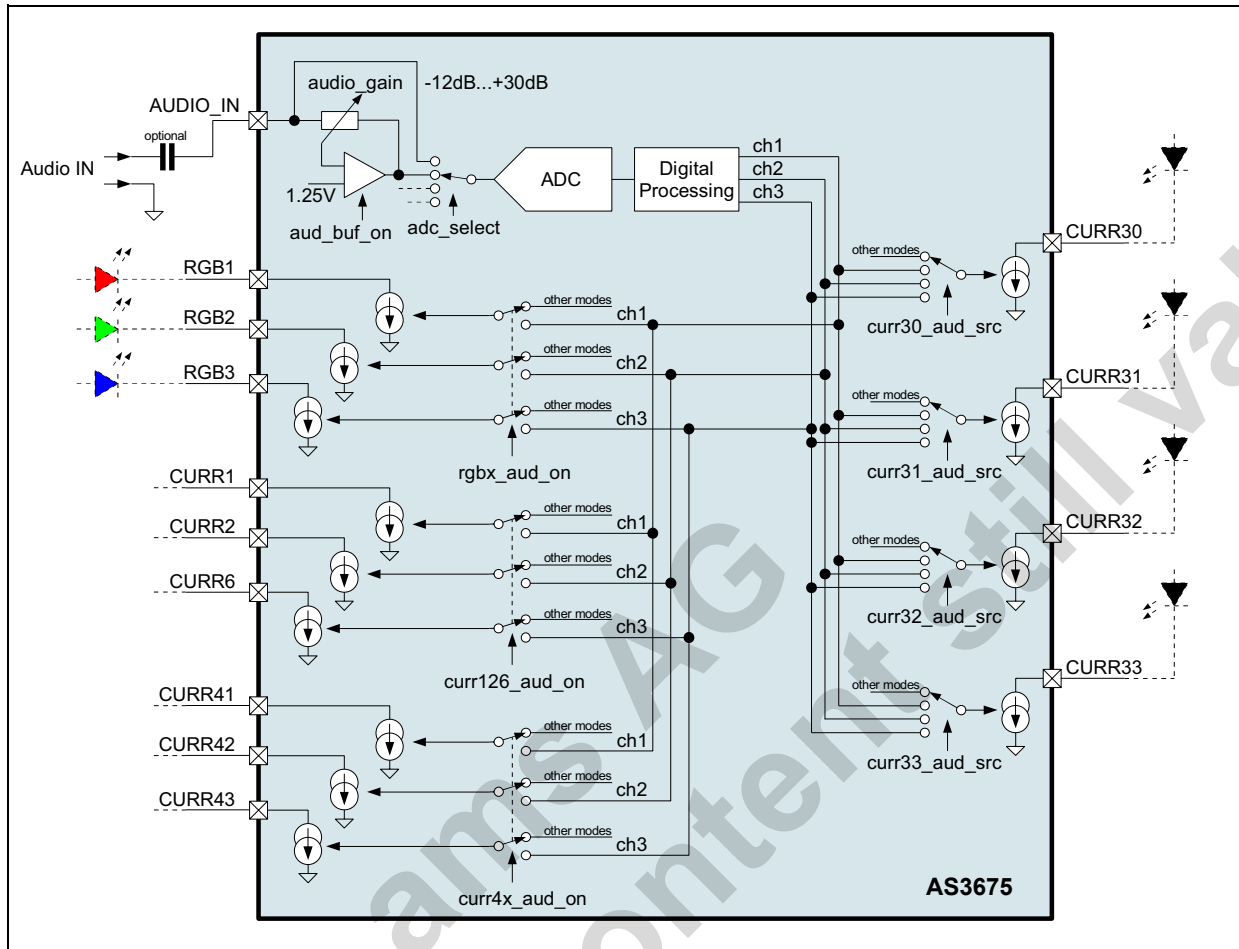 audio_gain
-12dB...+30dB
AUDIO_IN
optional
Audio IN
1.25V
aud_buf_on
adc_select
ADC
Digital
Processing
ch1
ch2
ch3
RGB1
RGB2
RGB3
other modes
ch1
other modes
ch2
other modes
ch3
rgbx_aud_on
CURR1
CURR2
CURR6
other modes
ch1
other modes
ch2
other modes
ch3
curr126_aud_on
CURR41
CURR42
CURR43
other modes
ch1
other modes
ch2
other modes
ch3
curr4x_aud_on
other modes
curr30_aud_src
CURR30
other modes
curr31_aud_src
CURR31
other modes
curr32_aud_src
CURR32
other modes
curr33_aud_src
CURR33
AS3675
ams AG
still